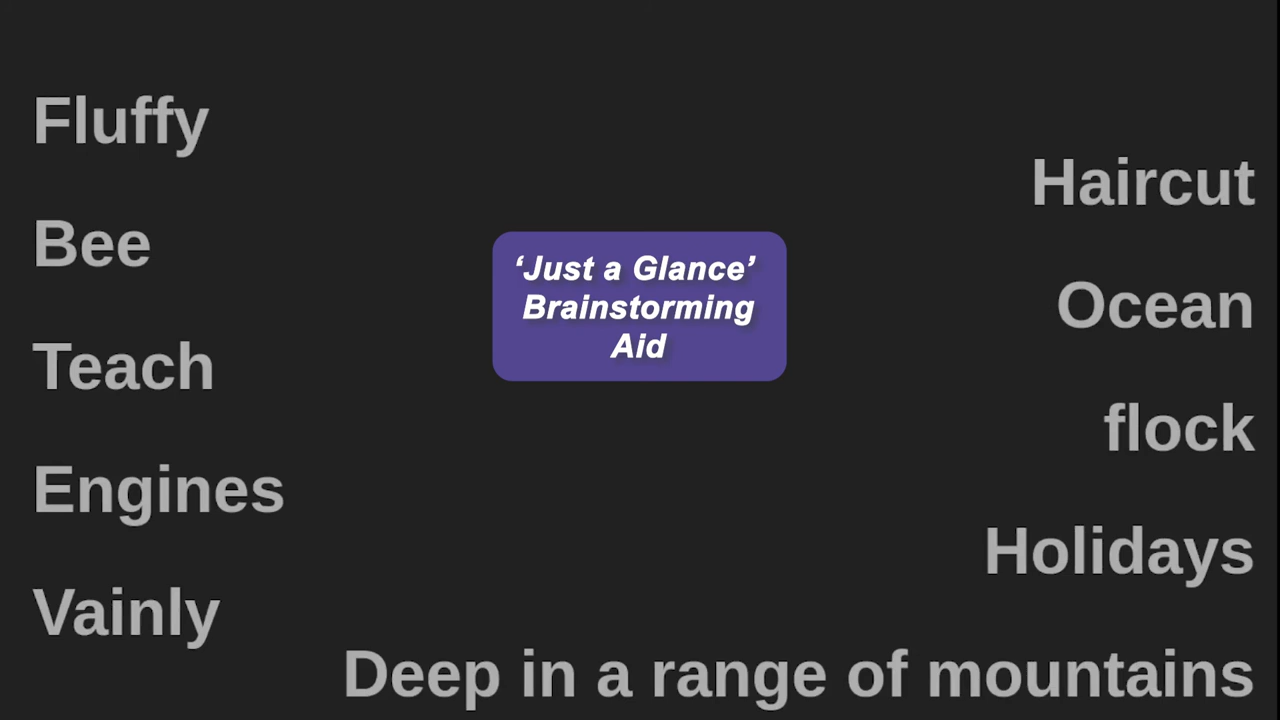 Fluffy
Haircut
Bee
‘Just a Glance’
Brainstorming
Aid
Ocean
Teach
flock
Engines
Holidays
Vainly
Deep in a range of mountains